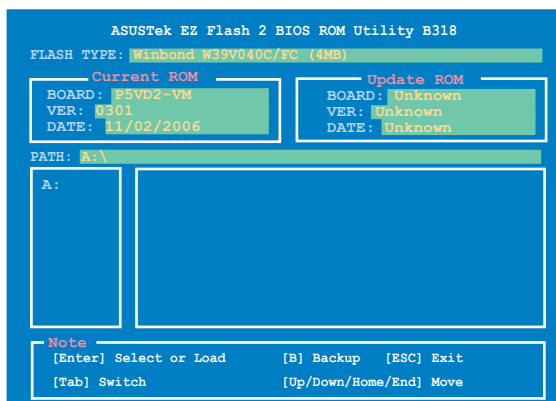 ASUSTek EZ Flash 2 BIOS ROM Utility B318
FLASH TYPE: Winbond W39V040C/FC (4MB)
Current ROM
BOARD: P5VD2-VM
VER: 0301
DATE: 11/02/2006
Update ROM
BOARD: Unknown
VER: Unknown
DATE: Unknown
PATH: A:\
A:
Note
[Enter] Select or Load [B] Backup [ESC] Exit
[Tab] Switch [Up/Down/Home/End] Move